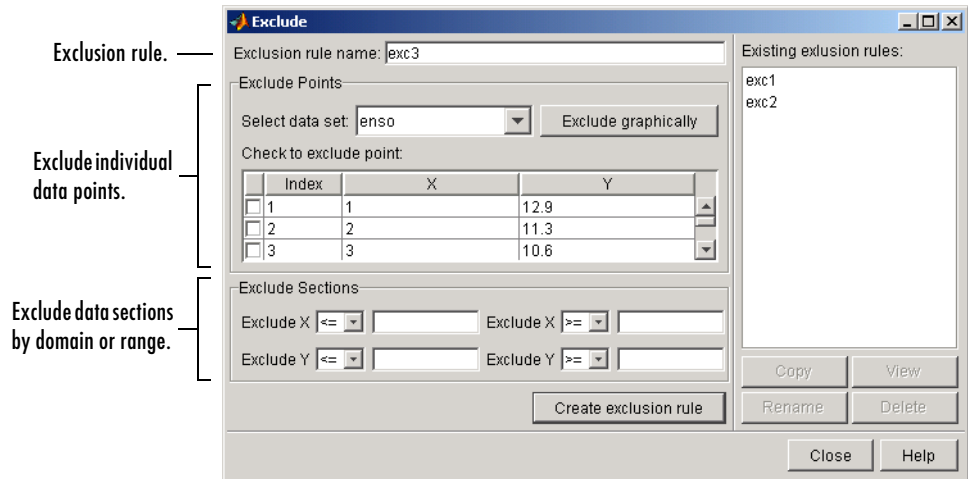 Exclude
Exclusion rule.
Exclusion rule name: exc3
Existing exlusion rules:
exc1
exc2
Exclude individual
data points.
Exclude Points
Select data set: enso
Exclude graphically
Check to exclude point:
Index X Y
1 1 12.9
2 2 11.3
3 3 10.6
Exclude data sections
by domain or range.
Exclude Sections
Exclude X <= Exclude X >=
Exclude Y <= Exclude Y >=
Create exclusion rule
Copy View
Rename Delete
Close Help